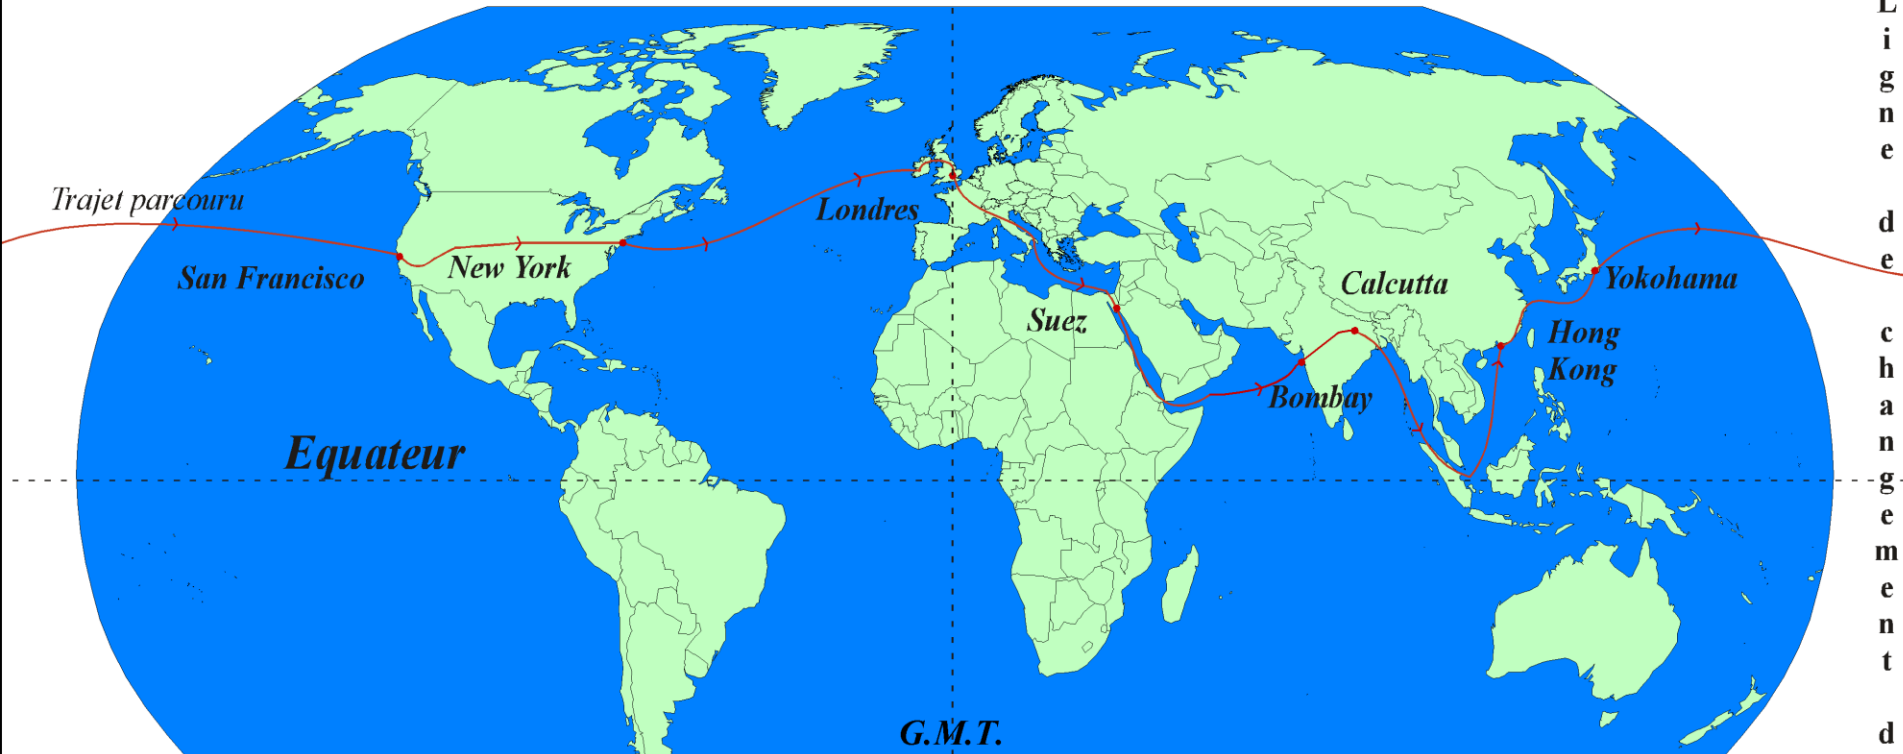 Trajet parcouru
San Francisco
New York
Londres
Suez
Bombay
Calcutta
Hong
Kong
Yokohama
Equateur
G.M.T.
Ligne de changement d